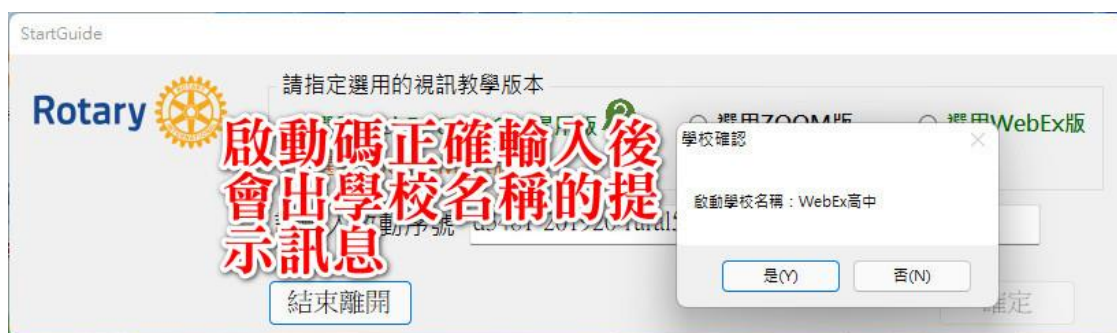 StartGuide
Rotary
請指定選用的視訊教學版本
選用ZOOM版
選用WebEx版
啟動碼正確輸入後
會出學校名稱的提
示訊息
學校確認
啟動學校名稱：WebEx高中
是(Y)
否(N)
結束離開
確定